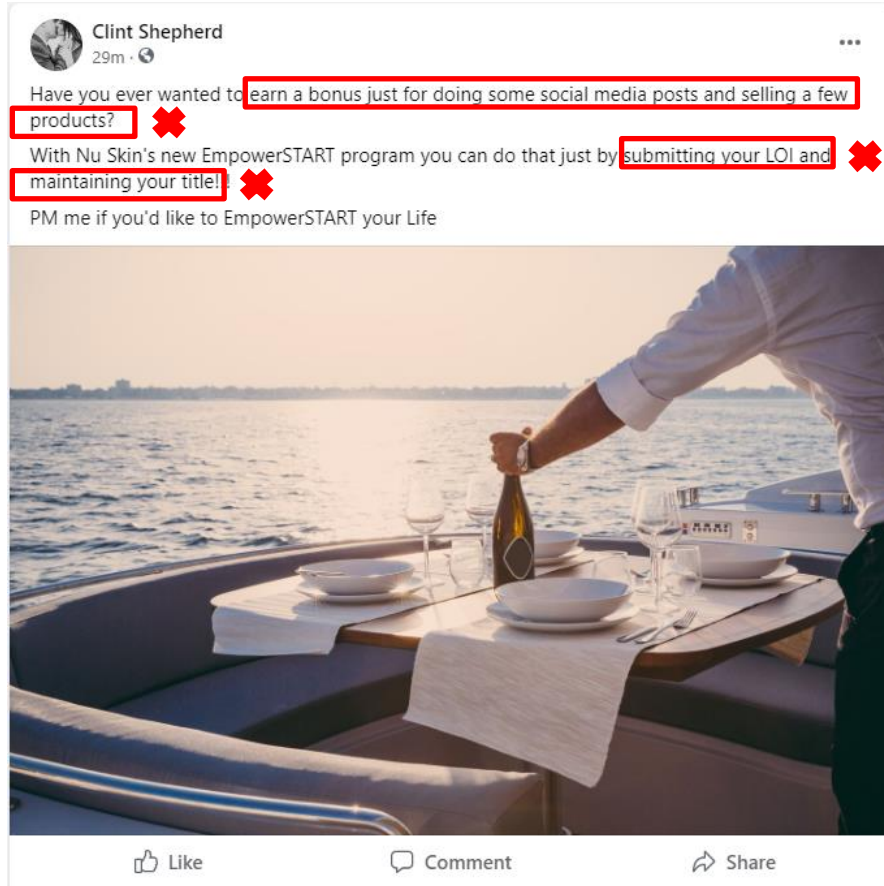 Clint Shepherd
29m ·
Have you ever wanted to earn a bonus just for doing some social media posts and selling a few
products?
With Nu Skin's new EmpowerSTART program you can do that just by submitting your LOI and
maintaining your title!!!
PM me if you'd like to EmpowerSTART your Life
Like
Comment
Share